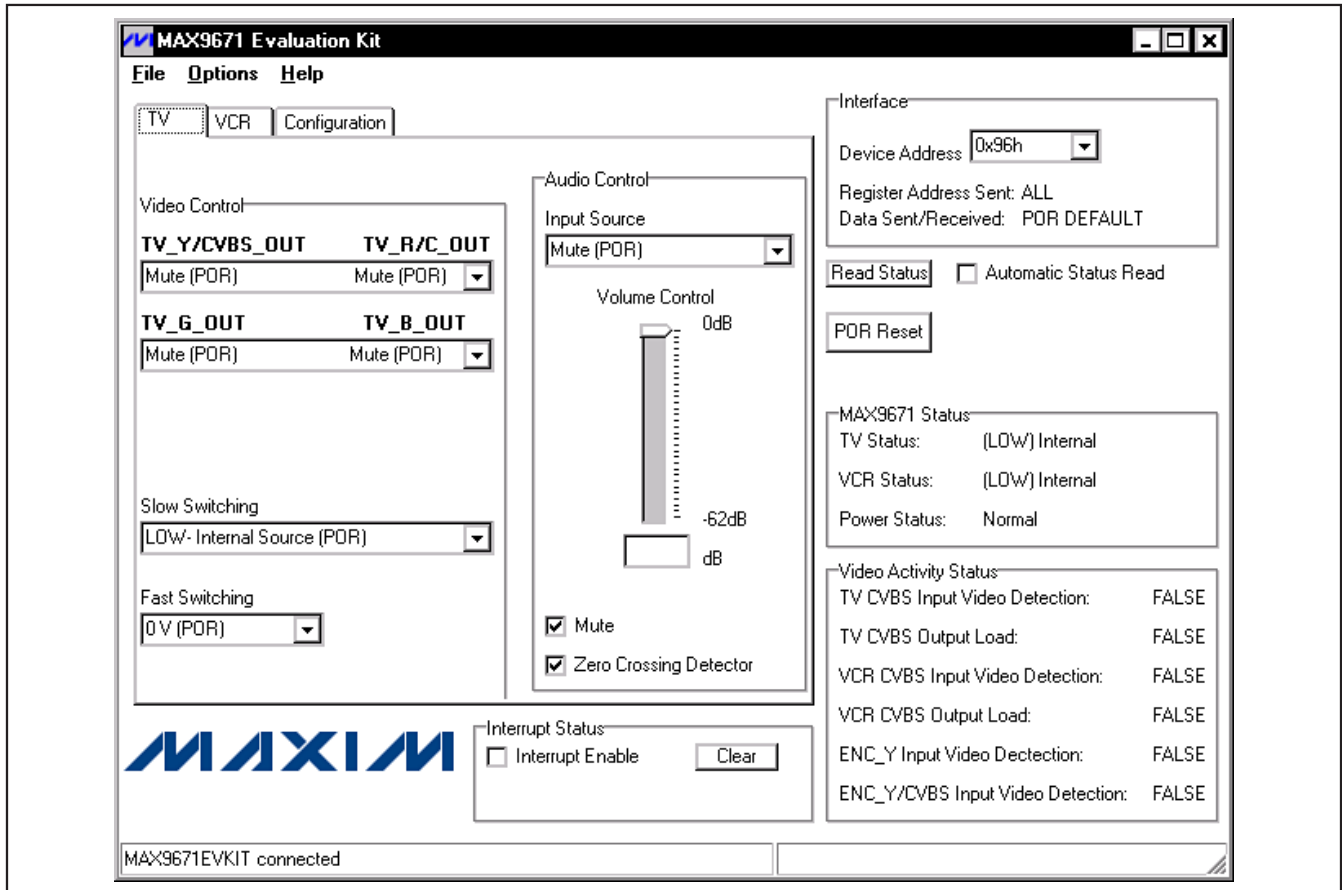 MAX9671 Evaluation Kit
File Options Help
TV VCR Configuration
Video Control
TV_Y/CVBS_OUT TV_R/C_OUT
Mute (POR) Mute (POR)
TV_G_OUT TV_B_OUT
Mute (POR) Mute (POR)
Slow Switching
LOW- Internal Source (POR)
Fast Switching
0 V (POR)
Audio Control
Input Source
Mute (POR)
Volume Control
0dB
-62dB
dB
Mute
Zero Crossing Detector
MAXIM
Interrupt Status
Interrupt Enable Clear
Interface
Device Address 0x96h
Register Address Sent: ALL
Data Sent/Received: POR DEFAULT
Read Status Automatic Status Read
POR Reset
MAX9671 Status
TV Status: (LOW) Internal
VCR Status: (LOW) Internal
Power Status: Normal
Video Activity Status
TV CVBS Input Video Detection: FALSE
TV CVBS Output Load: FALSE
VCR CVBS Input Video Detection: FALSE
VCR CVBS Output Load: FALSE
ENC_Y Input Video Dectection: FALSE
ENC_Y/CVBS Input Video Detection: FALSE
MAX9671EVKIT connected